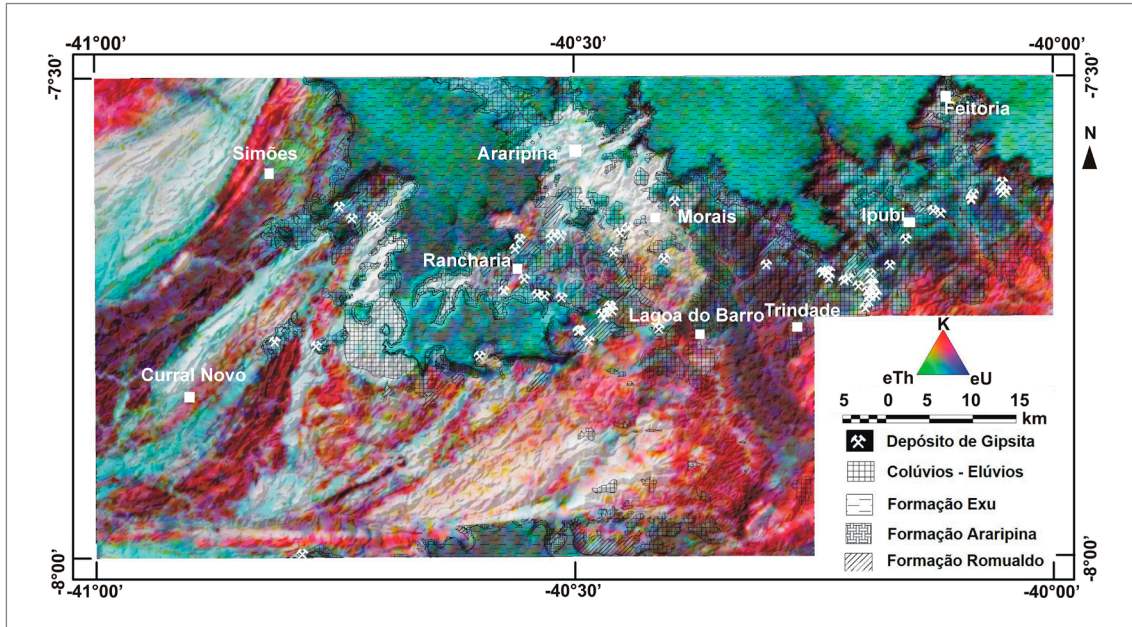 -41°00' -40°30' -40°00'
-7°30' -7°30'
Feitoria
N
Araripina
Simões
Morais
Ipubi
Rancharia
Lagoa do Barro Trindade
K
eTh eU
Curral Novo
5 0 5 10 15
km
Depósito de Gipsita
Colúvios - Elúvios
Formação Exu
Formação Araripina
Formação Romualdo
-8°00' -8°00'
-41°00' -40°30' -40°00'